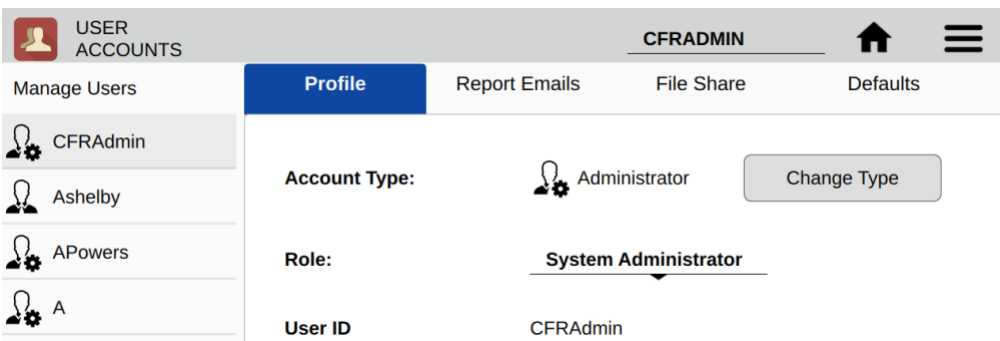 USER
ACCOUNTS
CFRADMIN
Manage Users
Profile
Report Emails
File Share
Defaults
CFRAdmin
Ashelby
APowers
A
Account Type:
Administrator
Change Type
Role:
System Administrator
User ID
CFRAdmin